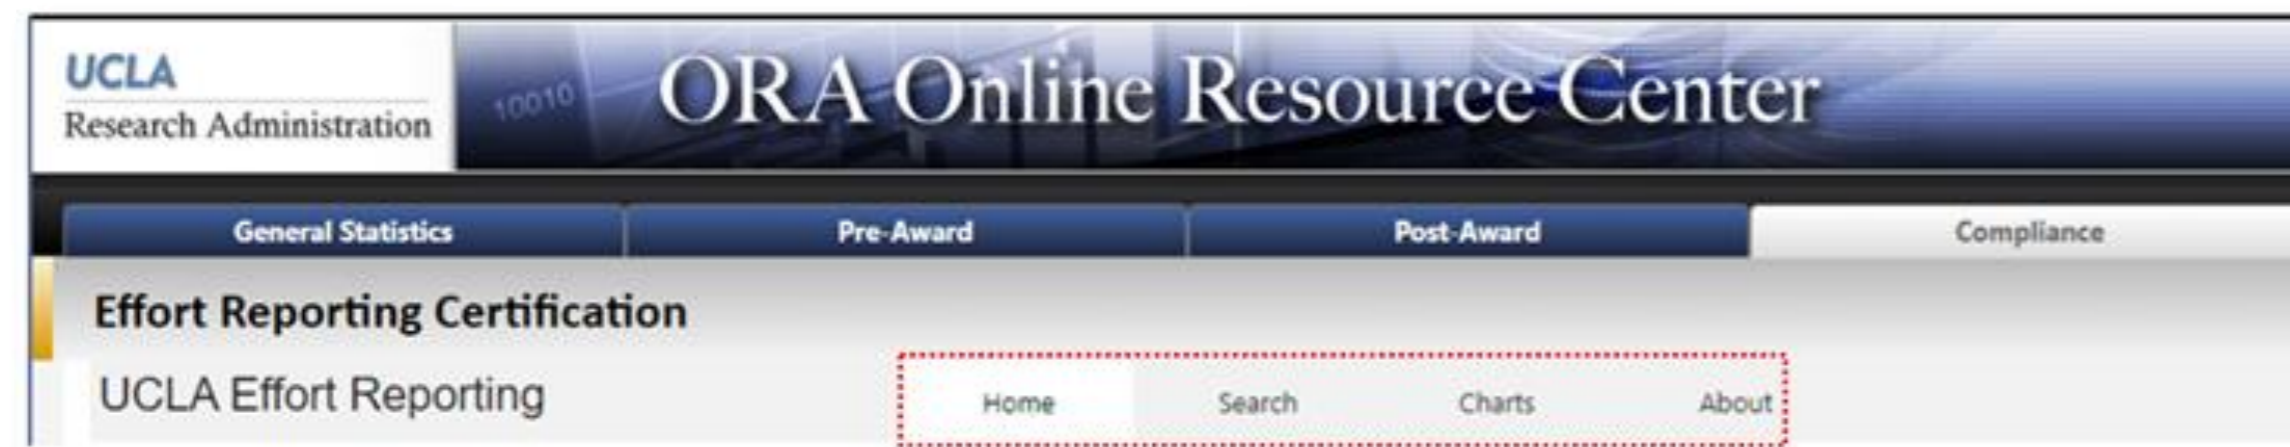 UCLA
Research Administration
10010
ORA Online Resource Center
General Statistics Pre-Award Post-Award Compliance
Effort Reporting Certification
UCLA Effort Reporting
Home Search Charts About